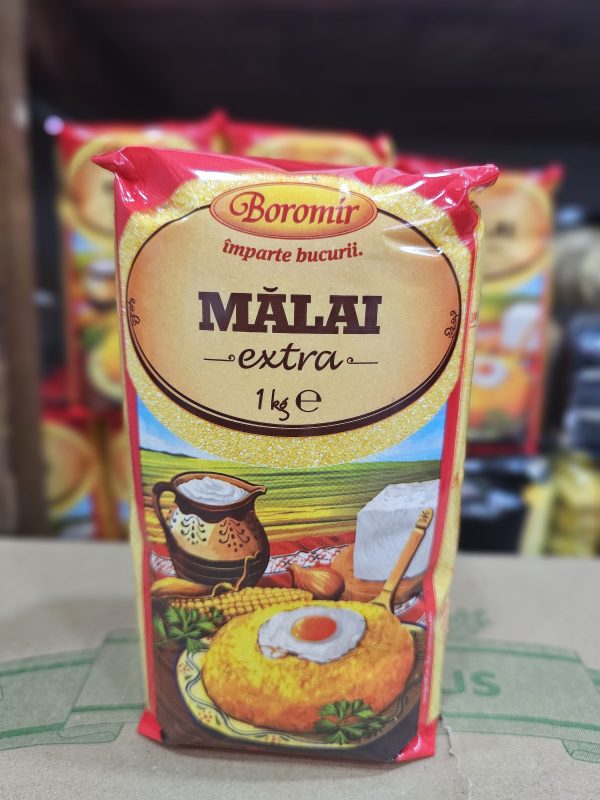 Boromir
împarte bucurii.
MĂLAI
extra
1 kg ℮